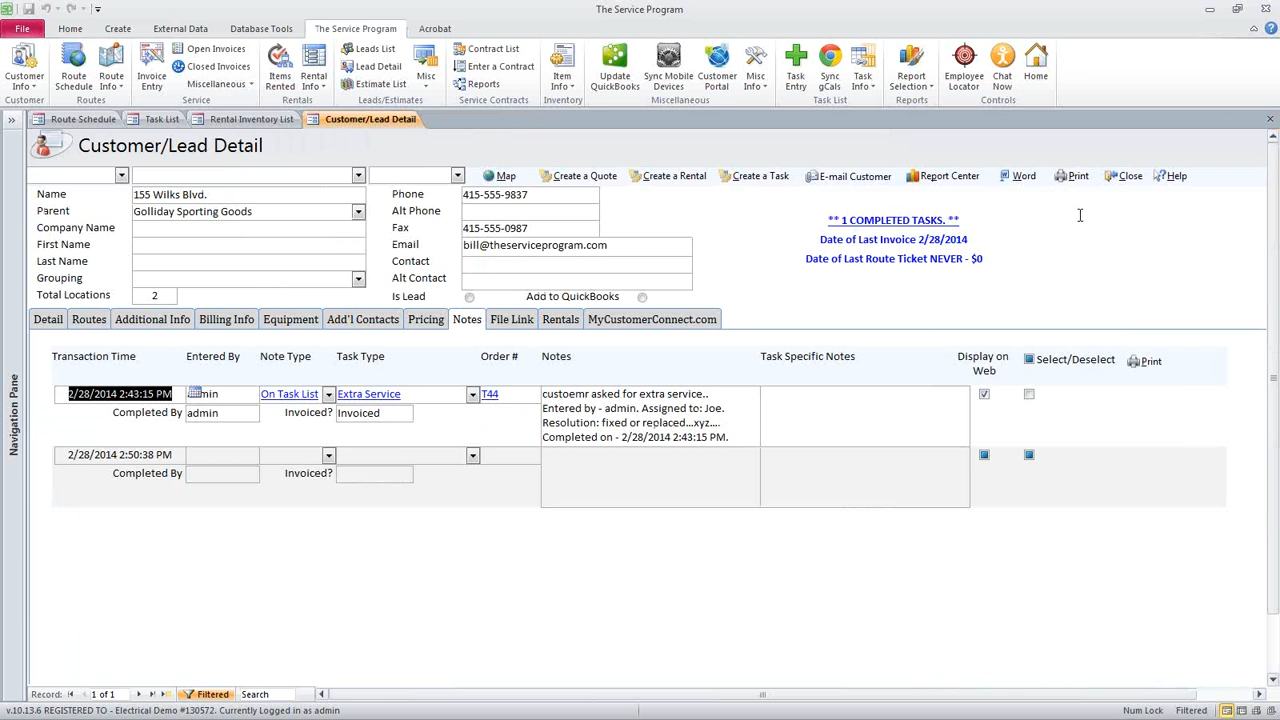 The Service Program
File Home Create External Data Database Tools The Service Program Acrobat
Customer Info Route Schedule Route Info Invoice Entry Open Invoices Closed Invoices Miscellaneous Items Rented Rental Info Leads List Lead Detail Estimate List Misc Contract List Enter a Contract Reports Item Info Update QuickBooks Sync Mobile Devices Customer Portal Misc Info Task Entry Sync gCals Task Info Report Selection Employee Locator Chat Now Home
Customer Routes Service Rentals Leads/Estimates Service Contracts Inventory Miscellaneous Task List Reports Controls
Route Schedule Task List Rental Inventory List Customer/Lead Detail
Customer/Lead Detail
Map Create a Quote Create a Rental Create a Task E-mail Customer Report Center Word Print Close Help
Name 155 Wilks Blvd. Phone 415-555-9837
Parent Golliday Sporting Goods Alt Phone
Company Name Fax 415-555-0987
First Name Email bill@theserviceprogram.com
Last Name Contact
Grouping Alt Contact
Total Locations 2 Is Lead Add to QuickBooks
** 1 COMPLETED TASKS. **
Date of Last Invoice 2/28/2014
Date of Last Route Ticket NEVER - $0
Detail Routes Additional Info Billing Info Equipment Add'l Contacts Pricing Notes File Link Rentals MyCustomerConnect.com
Transaction Time Entered By Note Type Task Type Order # Notes Task Specific Notes Display on Web Select/Deselect Print
2/28/2014 2:43:15 PM min On Task List Extra Service T44
Completed By admin Invoiced? Invoiced
custoemr asked for extra service..
Entered by - admin. Assigned to: Joe.
Resolution: fixed or replaced...xyz....
Completed on - 2/28/2014 2:43:15 PM.
2/28/2014 2:50:38 PM
Completed By Invoiced?
Navigation Pane
Record: 1 of 1 Filtered Search
v.10.13.6 REGISTERED TO - Electrical Demo #130572. Currently Logged in as admin Num Lock Filtered